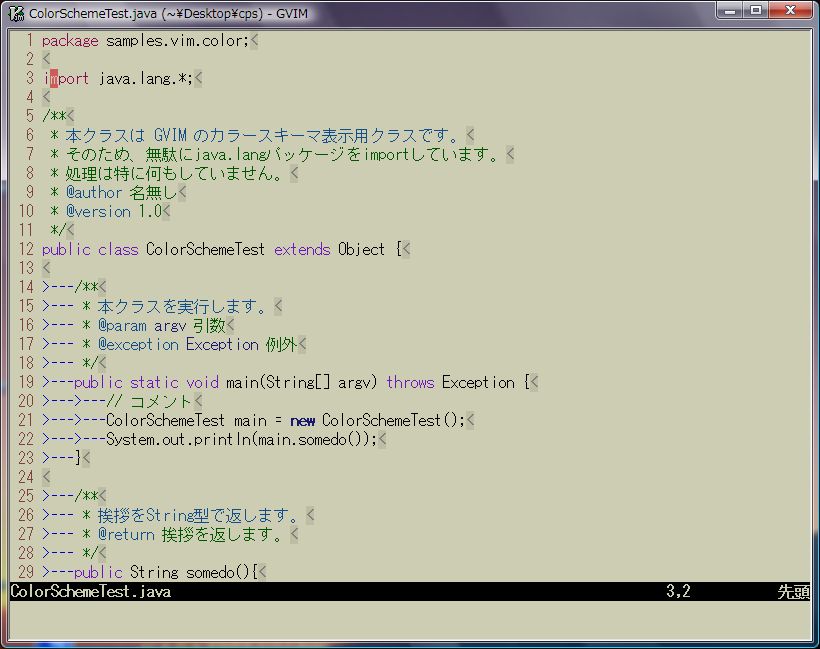 ColorSchemeTest.java (~¥Desktop¥cps) - GVIM
1 package samples.vim.color;<
2 <
3 import java.lang.*;<
4 <
5 /**<
6  * 本クラスは GVIM のカラースキーマ表示用クラスです。<
7  * そのため、無駄にjava.langパッケージをimportしています。<
8  * 処理は特に何もしていません。<
9  * @author 名無し<
10  * @version 1.0<
11  */<
12 public class ColorSchemeTest extends Object {<
13 <
14 >---/**<
15 >--- * 本クラスを実行します。<
16 >--- * @param argv 引数<
17 >--- * @exception Exception 例外<
18 >--- */<
19 >---public static void main(String[] argv) throws Exception {<
20 >--->---// コメント<
21 >--->---ColorSchemeTest main = new ColorSchemeTest();<
22 >--->---System.out.println(main.somedo());<
23 >---}<
24 <
25 >---/**<
26 >--- * 挨拶をString型で返します。<
27 >--- * @return 挨拶を返します。<
28 >--- */<
29 >---public String somedo(){<
ColorSchemeTest.java 3,2 先頭